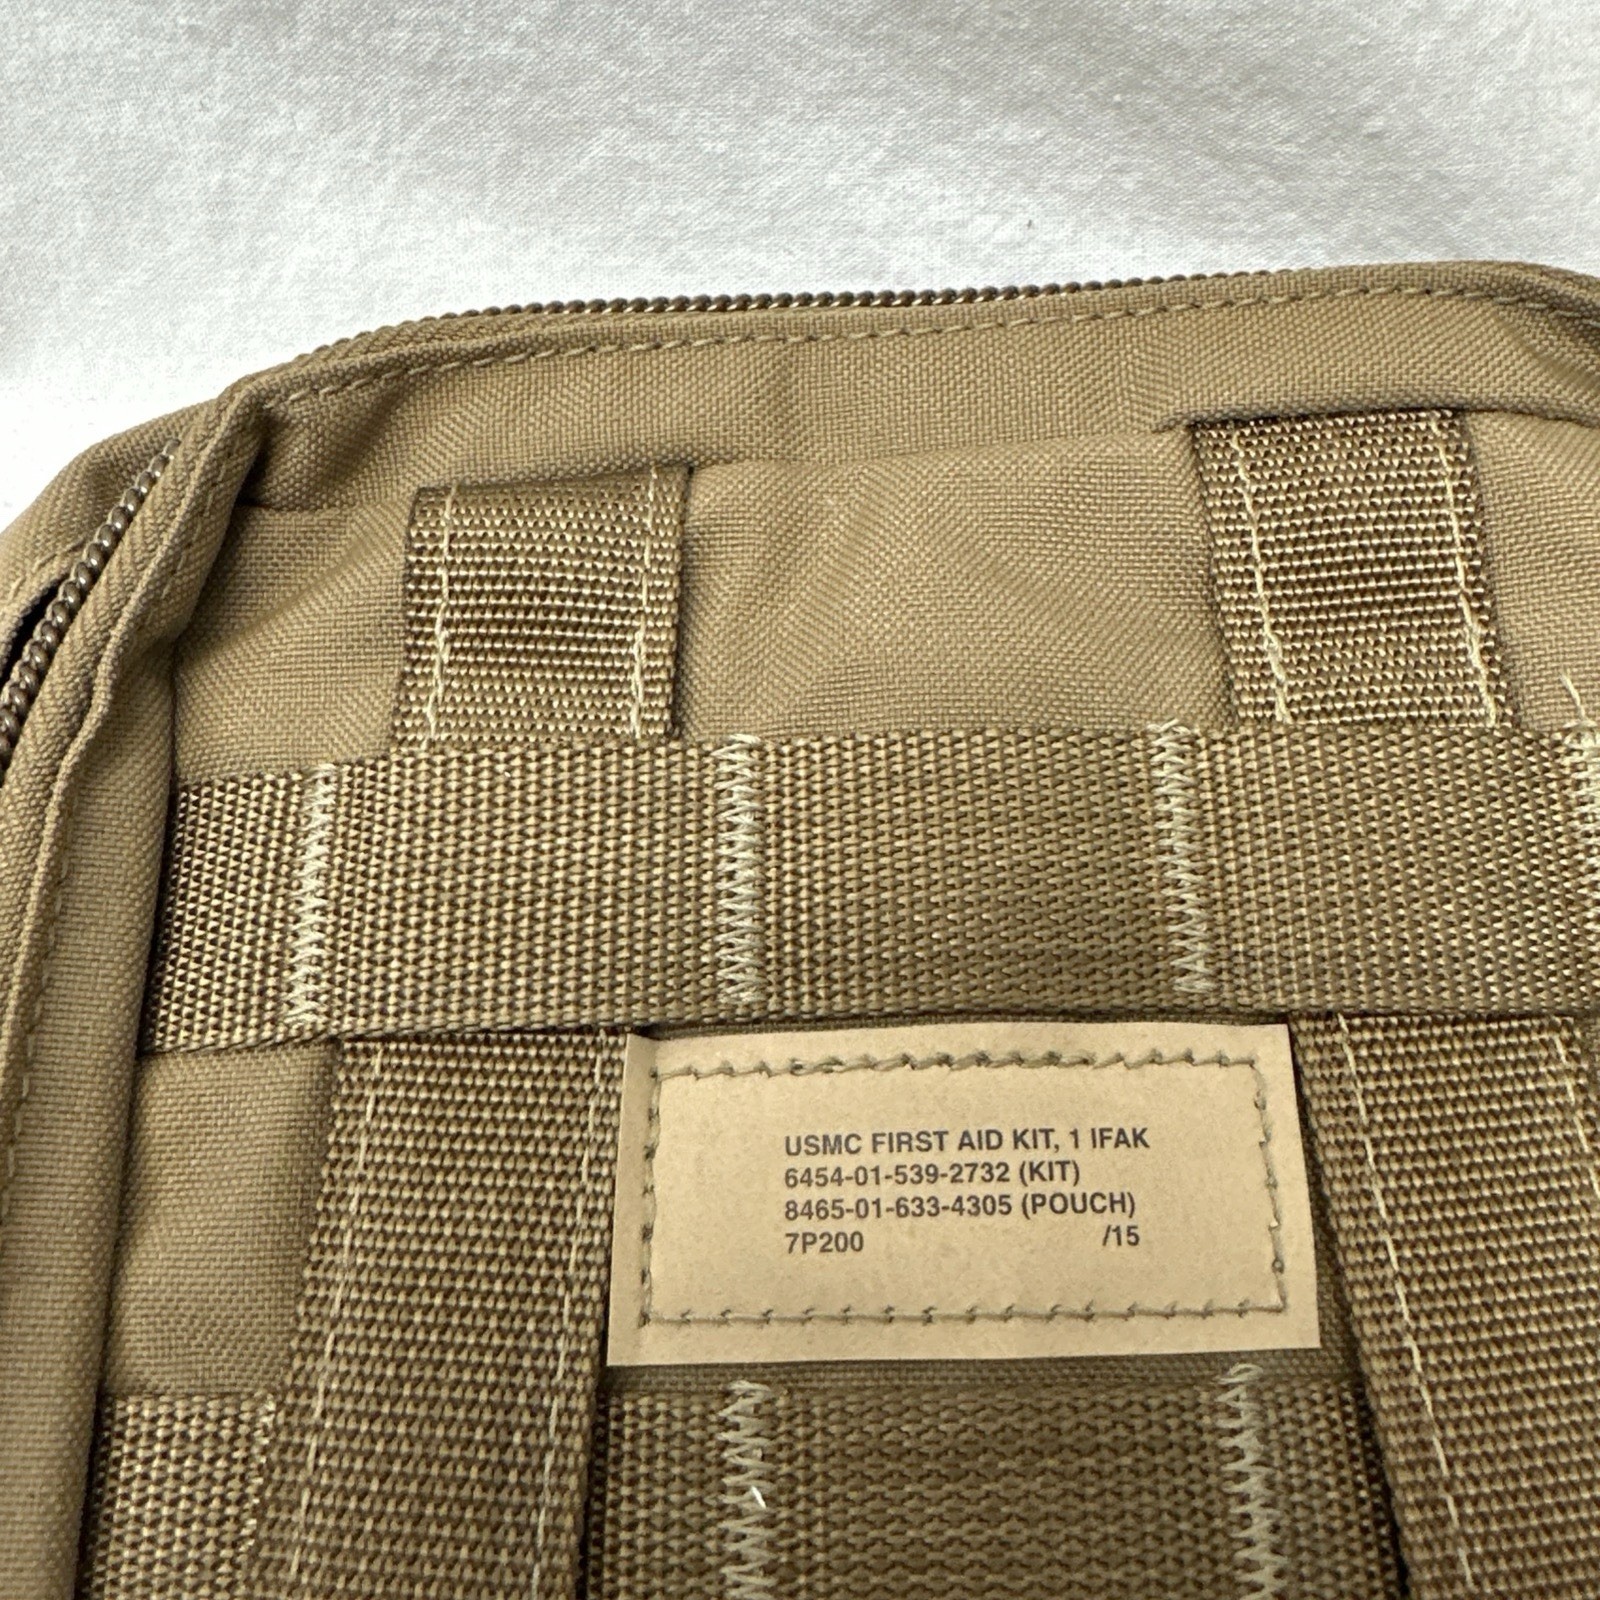 USMC FIRST AID KIT, 1 IFAK
6454-01-539-2732 (KIT)
8465-01-633-4305 (POUCH)
7P200 /15